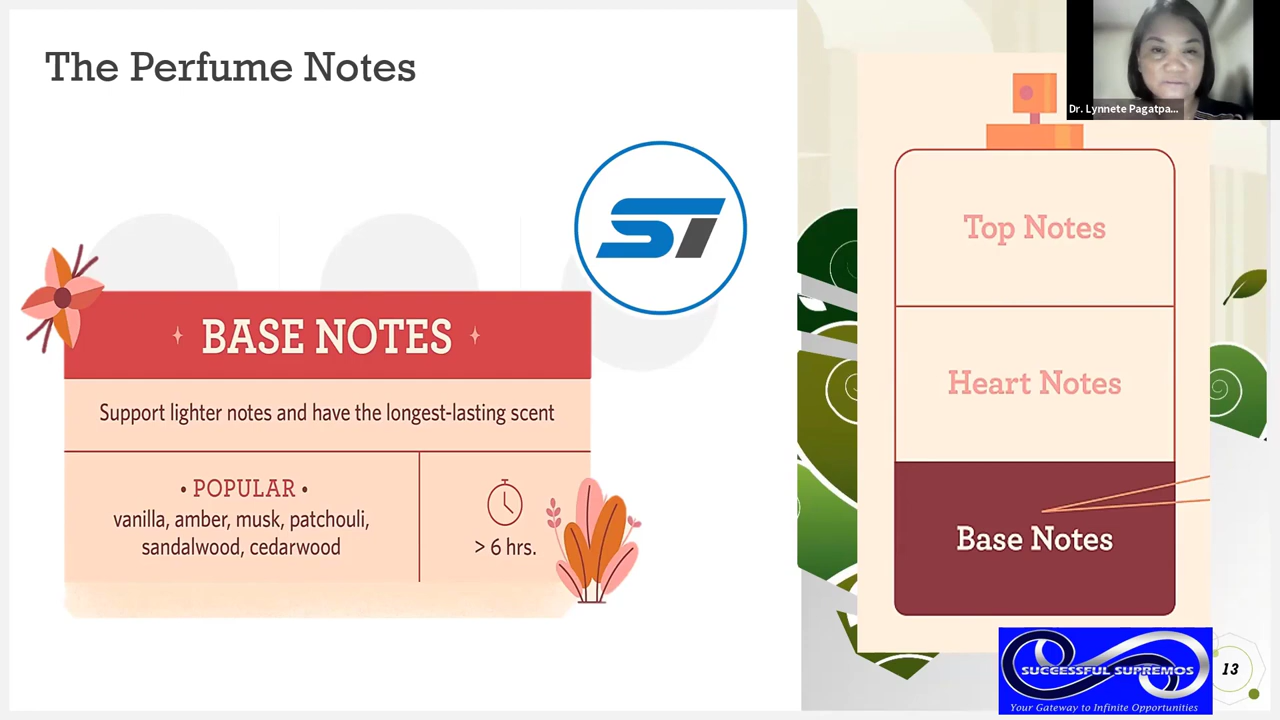 The Perfume Notes
Dr. Lynnete Pagatpa...
ST
BASE NOTES
Support lighter notes and have the longest-lasting scent
• POPULAR •
vanilla, amber, musk, patchouli,
sandalwood, cedarwood
> 6 hrs.
Top Notes
Heart Notes
Base Notes
SUCCESSFUL SUPREMOS
Your Gateway to Infinite Opportunities
13